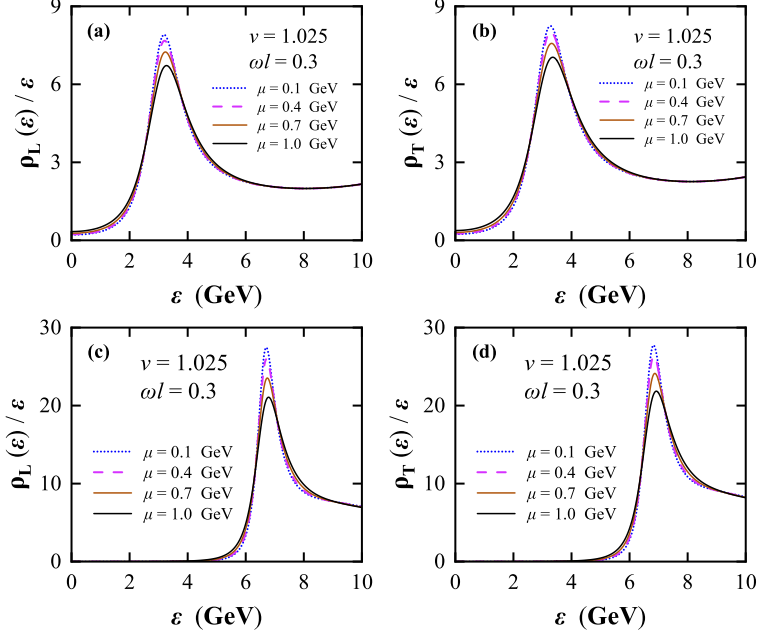 (a)
ν = 1.025
ωl = 0.3
μ = 0.1 GeV
μ = 0.4 GeV
μ = 0.7 GeV
μ = 1.0 GeV
ρL (ε) / ε
9
6
3
0
0 2 4 6 8 10
ε (GeV)
(b)
ν = 1.025
ωl = 0.3
μ = 0.1 GeV
μ = 0.4 GeV
μ = 0.7 GeV
μ = 1.0 GeV
ρT (ε) / ε
9
6
3
0
0 2 4 6 8 10
ε (GeV)
(c)
ν = 1.025
ωl = 0.3
μ = 0.1 GeV
μ = 0.4 GeV
μ = 0.7 GeV
μ = 1.0 GeV
ρL (ε) / ε
30
20
10
0
0 2 4 6 8 10
ε (GeV)
(d)
ν = 1.025
ωl = 0.3
μ = 0.1 GeV
μ = 0.4 GeV
μ = 0.7 GeV
μ = 1.0 GeV
ρT (ε) / ε
30
20
10
0
0 2 4 6 8 10
ε (GeV)